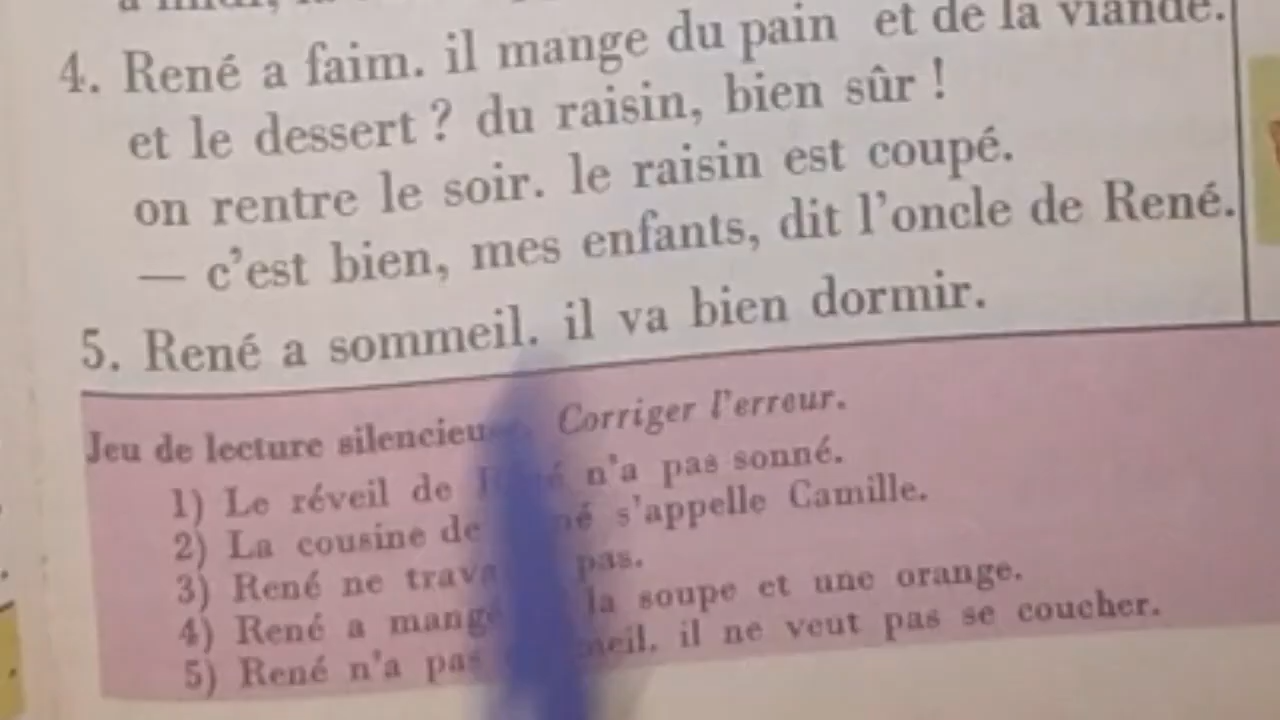 4. René a faim. il mange du pain et de la viande.
et le dessert ? du raisin, bien sûr !
on rentre le soir. le raisin est coupé.
— c'est bien, mes enfants, dit l'oncle de René.
5. René a sommeil. il va bien dormir.
Jeu de lecture Corriger l'erreur.
1) Le réveil de n'a pas sonné.
2) La cousine de s'appelle Camille.
3) René ne pas.
4) René a la soupe et une orange.
5) René n'a pas il ne veut pas se coucher.